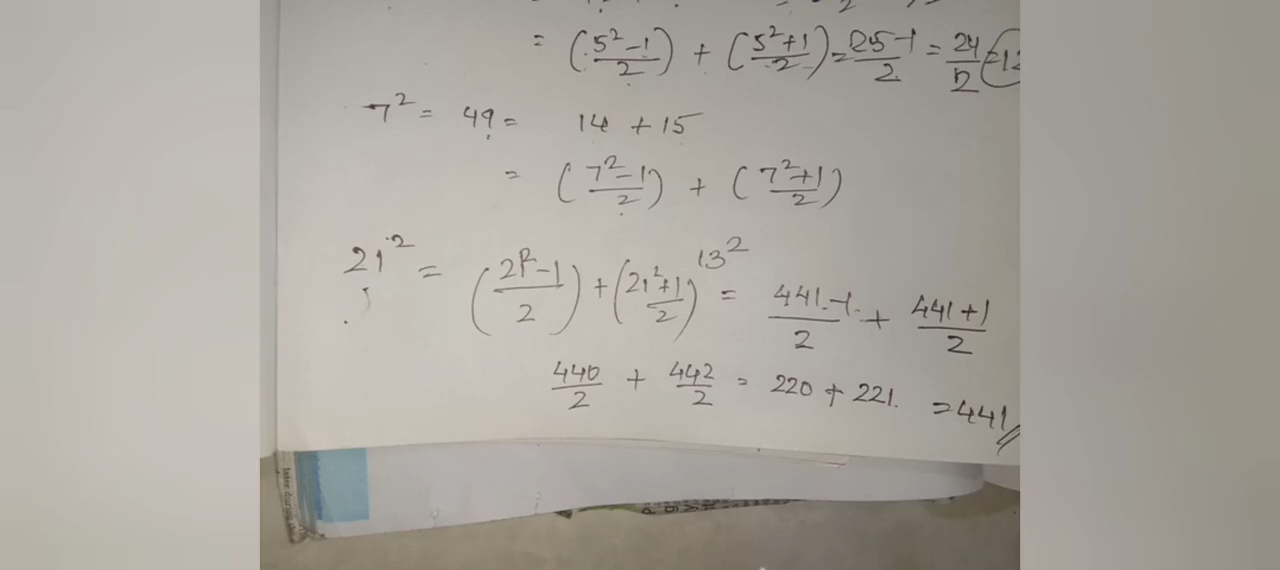 = (5²-1/2) + (5²+1/2) = 25-1/2 = 24/2 = 12
7² = 49 = 14 + 15
= (7²-1/2) + (7²+1/2)
21² = (21²-1/2) + (21²+1/2) 13² = 441-1/2 + 441+1/2
440/2 + 442/2 = 220 + 221. = 441//
later during